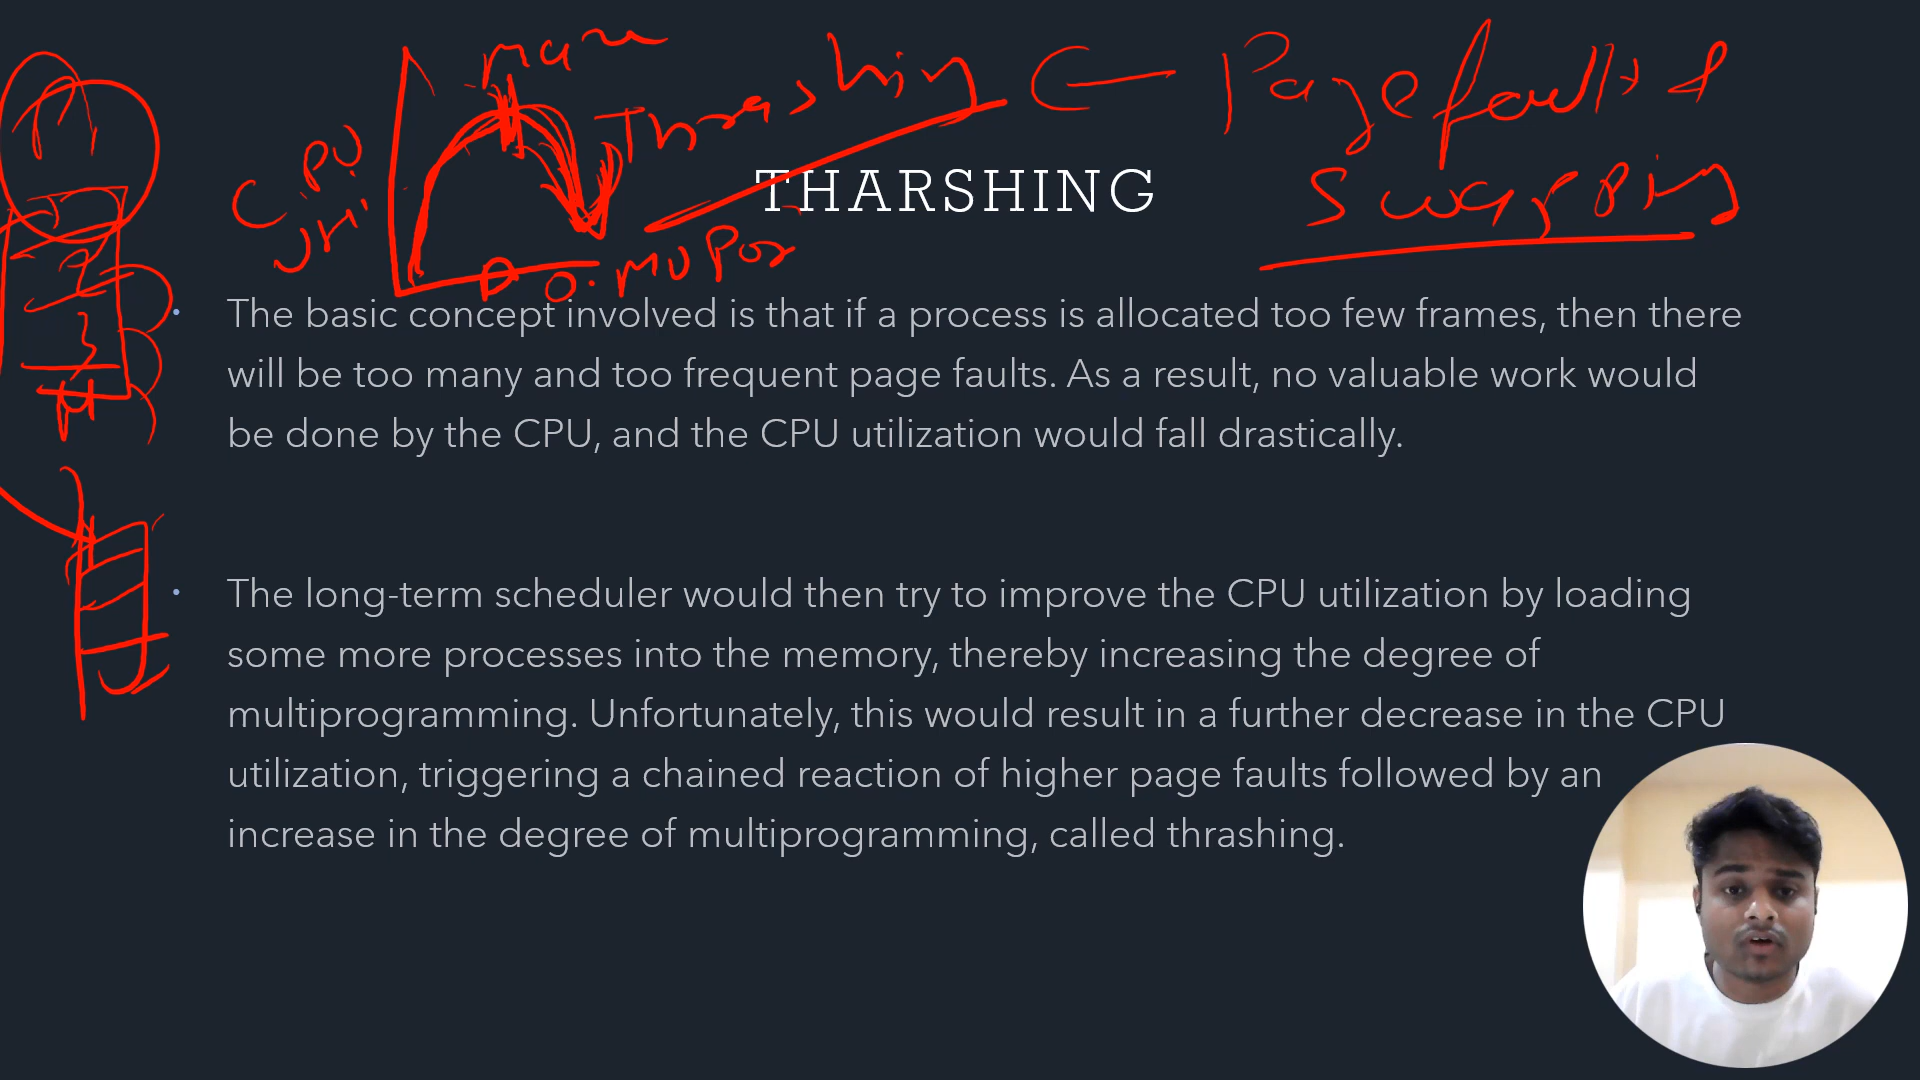 max
Thrashing ← Page faults &
swapping
CPU
Uti.
THARSHING
D. O. Mu
The basic concept involved is that if a process is allocated too few frames, then there
will be too many and too frequent page faults. As a result, no valuable work would
be done by the CPU, and the CPU utilization would fall drastically.
The long-term scheduler would then try to improve the CPU utilization by loading
some more processes into the memory, thereby increasing the degree of
multiprogramming. Unfortunately, this would result in a further decrease in the CPU
utilization, triggering a chained reaction of higher page faults followed by an
increase in the degree of multiprogramming, called thrashing.